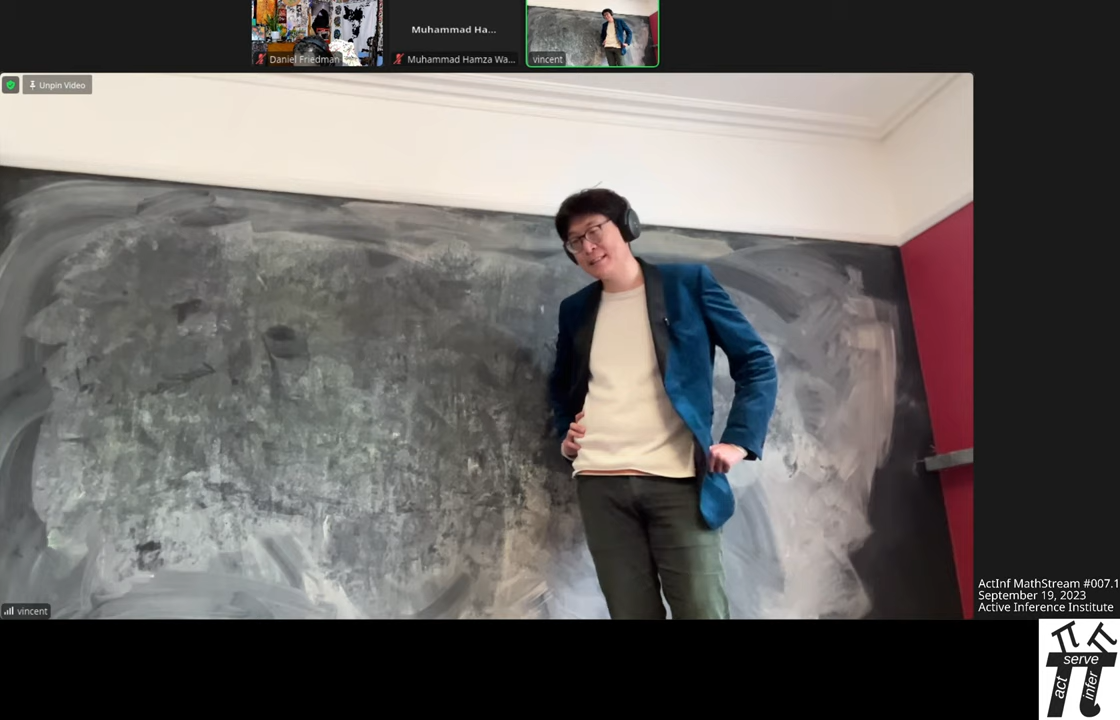 Muhammad Ha...
Daniel Friedman
Muhammad Hamza Wa...
vincent
Unpin Video
vincent
ActInf MathStream #007.1
September 19, 2023
Active Inference Institute
serve
act
infer